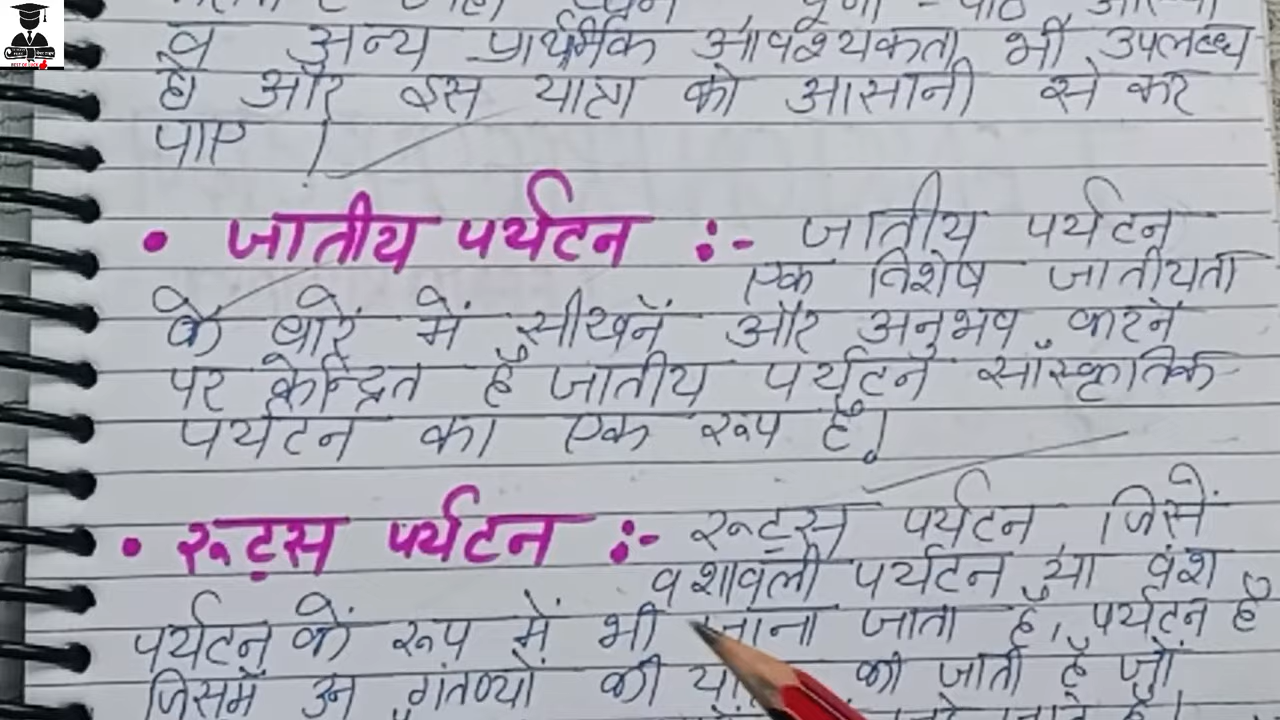 व अन्य प्राथमिक आवश्यकता भी उपलब्ध
हो और इस यात्रा को आसानी से कर
पाए।
• जातीय पर्यटन :- जातीय पर्यटन
एक विशेष जातीयता
के बारें में सीखनें और अनुभव करनें
पर केन्द्रित है जातीय पर्यटन साँस्कृतिक
पर्यटन का एक रूप है।
• रूट्स पर्यटन :- रूट्स पर्यटन, जिसें
वशावली पर्यटन या वंश
पर्यटन के रूप में भी जाना जाता है, पर्यटन है
जिसमें उन गंतव्यों की की जाती है जों